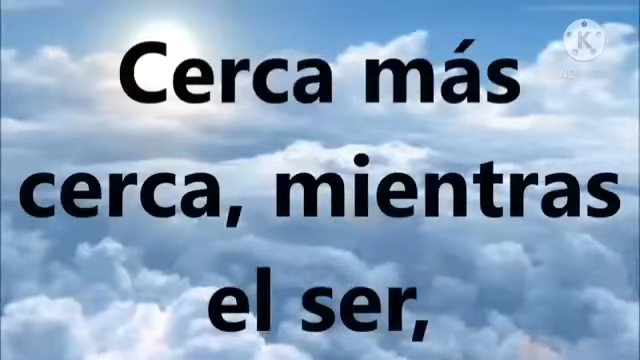 Cerca más
cerca, mientras
el ser,
K